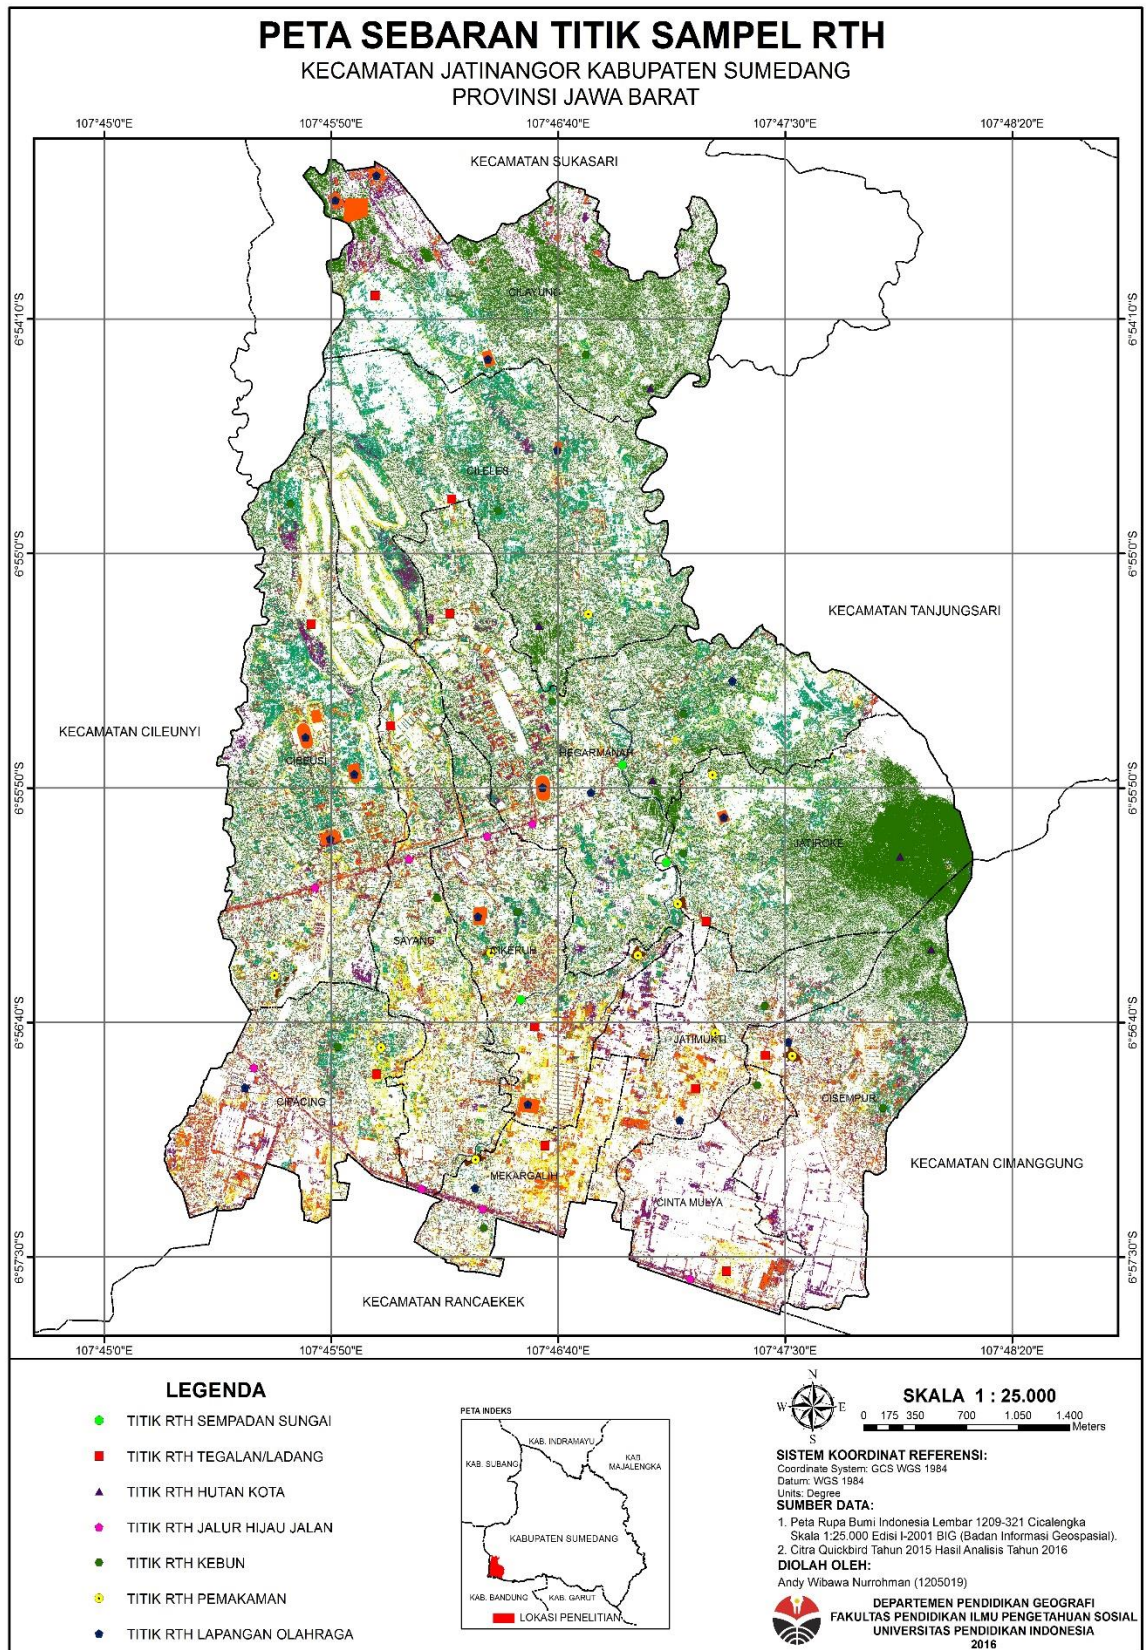 PETA SEBARAN TITIK SAMPEL RTH
KECAMATAN JATINANGOR KABUPATEN SUMEDANG
PROVINSI JAWA BARAT
107°45'0"E 107°45'50"E 107°46'40"E 107°47'30"E 107°48'20"E
KECAMATAN SUKASARI
CILAYUNG
6°54'10"S 6°54'10"S
CILELES
6°55'0"S 6°55'0"S
KECAMATAN TANJUNGSARI
KECAMATAN CILEUNYI
HEGARMANAH
CIBEUSI
6°55'50"S 6°55'50"S
JATIROKE
SAYANG
CIKERUH
6°56'40"S 6°56'40"S
JATIMUKTI
CIPACING
CISEMPUR
KECAMATAN CIMANGGUNG
MEKARGALIH
CINTA MULYA
6°57'30"S 6°57'30"S
KECAMATAN RANCAEKEK
107°45'0"E 107°45'50"E 107°46'40"E 107°47'30"E 107°48'20"E
LEGENDA
TITIK RTH SEMPADAN SUNGAI
TITIK RTH TEGALAN/LADANG
TITIK RTH HUTAN KOTA
TITIK RTH JALUR HIJAU JALAN
TITIK RTH KEBUN
TITIK RTH PEMAKAMAN
TITIK RTH LAPANGAN OLAHRAGA
PETA INDEKS
KAB. INDRAMAYU
KAB. SUBANG
KAB
MAJALENGKA
KABUPATEN SUMEDANG
KAB. BANDUNG
KAB. GARUT
LOKASI PENELITIAN
N
W E
S
SKALA 1 : 25.000
0 175 350 700 1.050 1.400
Meters
SISTEM KOORDINAT REFERENSI:
Coordinate System: GCS WGS 1984
Datum: WGS 1984
Units: Degree
SUMBER DATA:
1. Peta Rupa Bumi Indonesia Lembar 1209-321 Cicalengka
Skala 1:25.000 Edisi I-2001 BIG (Badan Informasi Geospasial).
2. Citra Quickbird Tahun 2015 Hasil Analisis Tahun 2016
DIOLAH OLEH:
Andy Wibawa Nurrohman (1205019)
DEPARTEMEN PENDIDIKAN GEOGRAFI
FAKULTAS PENDIDIKAN ILMU PENGETAHUAN SOSIAL
UNIVERSITAS PENDIDIKAN INDONESIA
2016